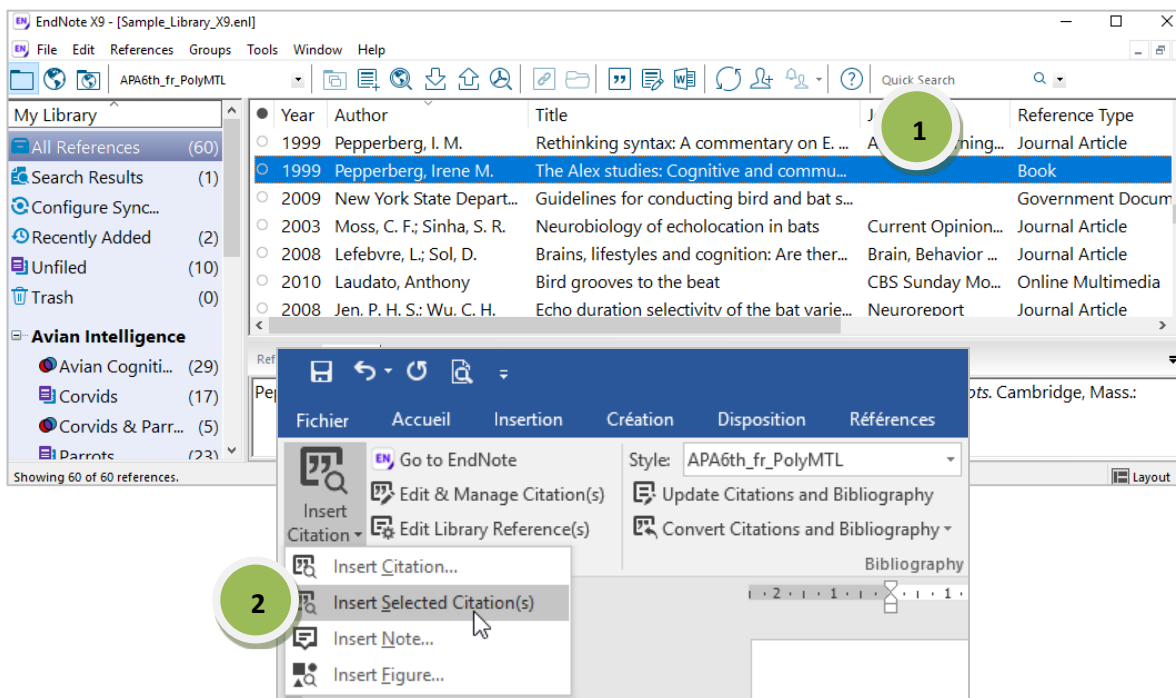 EndNote X9 - [Sample_Library_X9.enl]
File Edit References Groups Tools Window Help
APA6th_fr_PolyMTL Quick Search
My Library
All References (60)
Search Results (1)
Configure Sync...
Recently Added (2)
Unfiled (10)
Trash (0)
Avian Intelligence
Avian Cogniti... (29)
Corvids (17)
Corvids & Parr... (5)
Parrots (23)
Showing 60 of 60 references.
Year Author Title Reference Type
1999 Pepperberg, I. M. Rethinking syntax: A commentary on E. ... Journal Article
1999 Pepperberg, Irene M. The Alex studies: Cognitive and commu... Book
2009 New York State Depart... Guidelines for conducting bird and bat s... Government Docum
2003 Moss, C. F.; Sinha, S. R. Neurobiology of echolocation in bats Current Opinion... Journal Article
2008 Lefebvre, L.; Sol, D. Brains, lifestyles and cognition: Are ther... Brain, Behavior ... Journal Article
2010 Laudato, Anthony Bird grooves to the beat CBS Sunday Mo... Online Multimedia
2008 Jen, P. H. S.; Wu, C. H. Echo duration selectivity of the bat varie... Neuroreport Journal Article
1
Cambridge, Mass.:
Layout
Fichier Accueil Insertion Création Disposition Références
Insert Citation
Go to EndNote
Edit & Manage Citation(s)
Edit Library Reference(s)
Style: APA6th_fr_PolyMTL
Update Citations and Bibliography
Convert Citations and Bibliography
Bibliography
2
Insert Citation...
Insert Selected Citation(s)
Insert Note...
Insert Figure...
2 1 1